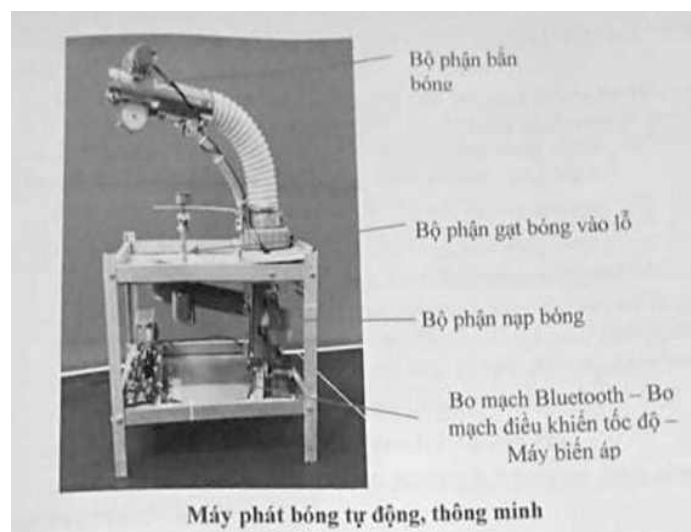 Bộ phận bắn
bóng
Bộ phận gạt bóng vào lỗ
Bộ phận nạp bóng
Bo mạch Bluetooth – Bo
mạch điều khiển tốc độ –
Máy biến áp
Máy phát bóng tự động, thông minh